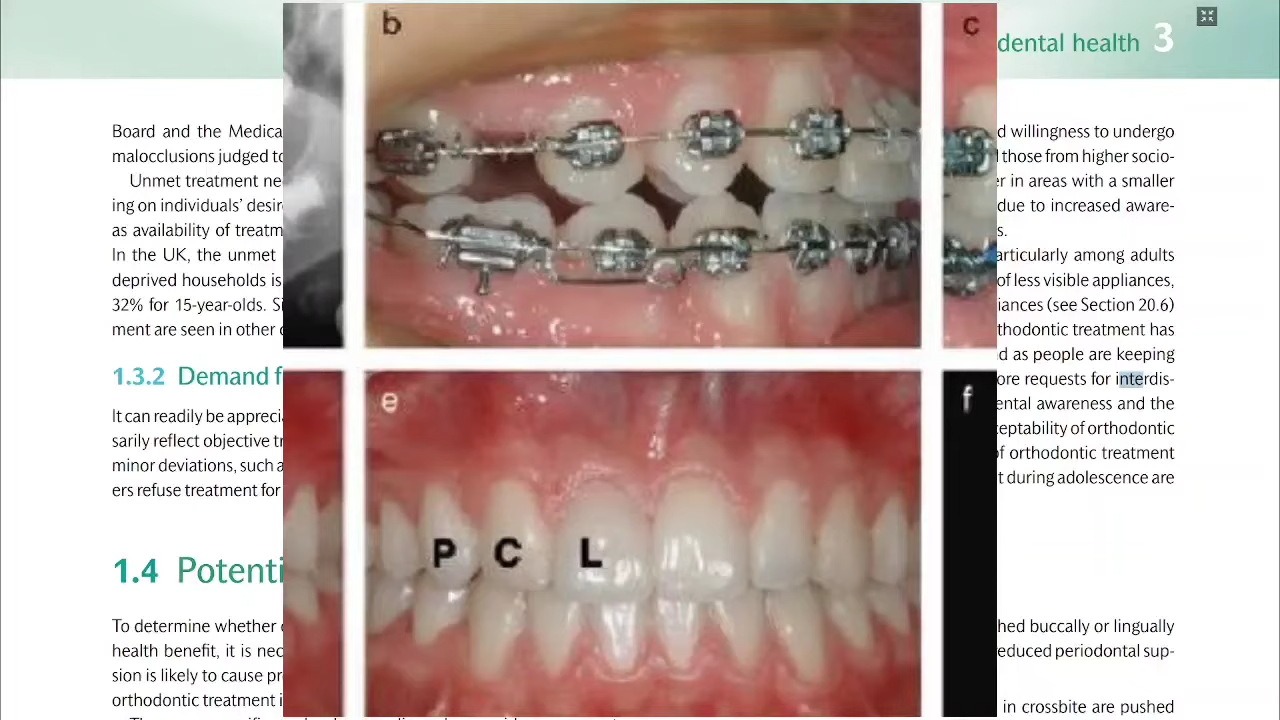 dental health 3
Board and the Medica
malocclusions judged to
Unmet treatment ne
ing on individuals' desir
as availability of treatm
In the UK, the unmet
deprived households is
32% for 15-year-olds. Si
ment are seen in other
1.3.2 Demand f
It can readily be apprecia
sarily reflect objective tr
minor deviations, such a
ers refuse treatment for
1.4 Potenti
To determine whether
health benefit, it is nec
sion is likely to cause pr
orthodontic treatment i
b
c
e
f
P C L
d willingness to undergo
those from higher socio-
er in areas with a smaller
due to increased aware-
s.
articularly among adults
of less visible appliances,
iances (see Section 20.6)
thodontic treatment has
d as people are keeping
ore requests for interdis-
ental awareness and the
ceptability of orthodontic
of orthodontic treatment
t during adolescence are
hed buccally or lingually
educed periodontal sup-
in crossbite are pushed